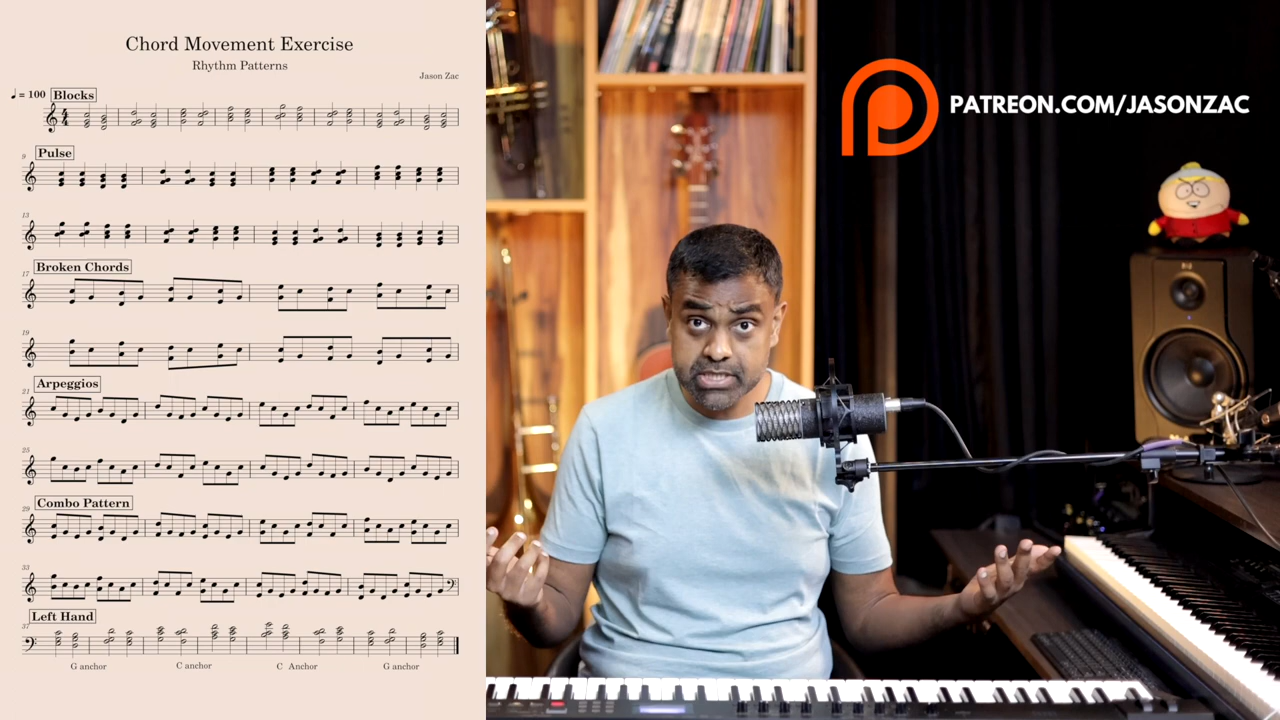 Chord Movement Exercise
Rhythm Patterns
Jason Zac
♩ = 100 Blocks
9
Pulse
13
17
Broken Chords
19
21
Arpeggios
25
29
Combo Pattern
33
37
Left Hand
G anchor C anchor C Anchor G anchor
PATREON.COM/JASONZAC
hp